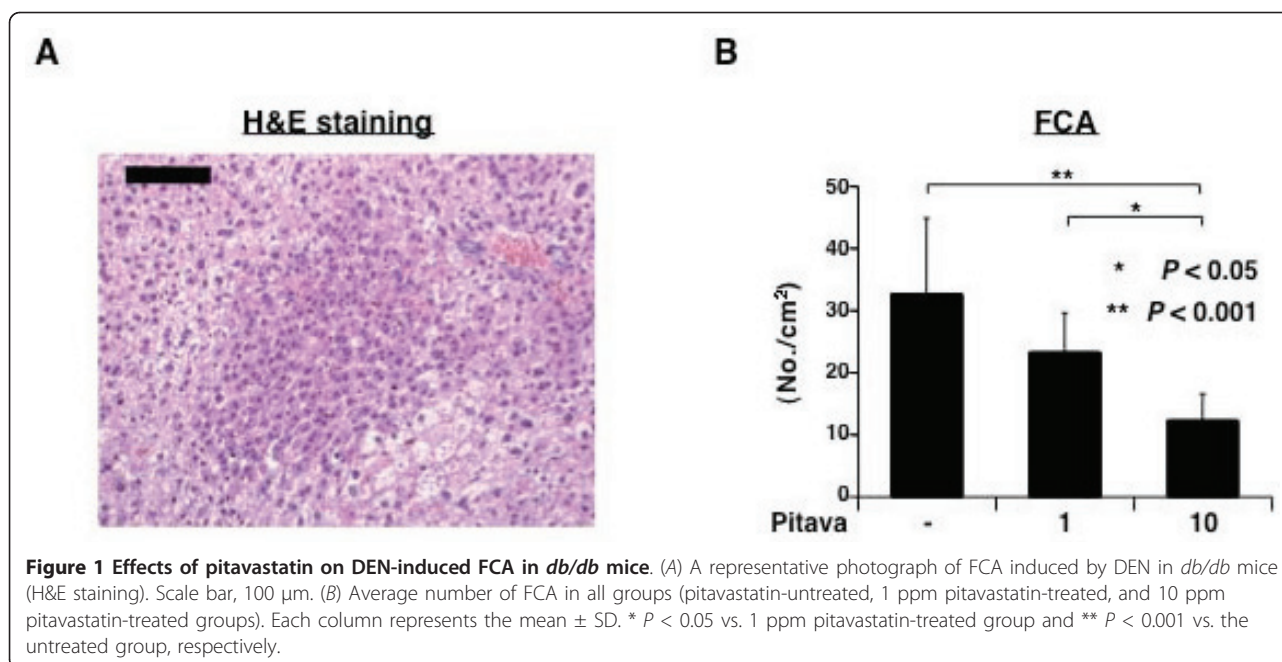 A
B
H&E staining
FCA
50
40
30
20
10
0
(No./cm²)
**
*
* P < 0.05
** P < 0.001
Pitava - 1 10
Figure 1 Effects of pitavastatin on DEN-induced FCA in db/db mice. (A) A representative photograph of FCA induced by DEN in db/db mice
(H&E staining). Scale bar, 100 μm. (B) Average number of FCA in all groups (pitavastatin-untreated, 1 ppm pitavastatin-treated, and 10 ppm
pitavastatin-treated groups). Each column represents the mean ± SD. * P < 0.05 vs. 1 ppm pitavastatin-treated group and ** P < 0.001 vs. the
untreated group, respectively.